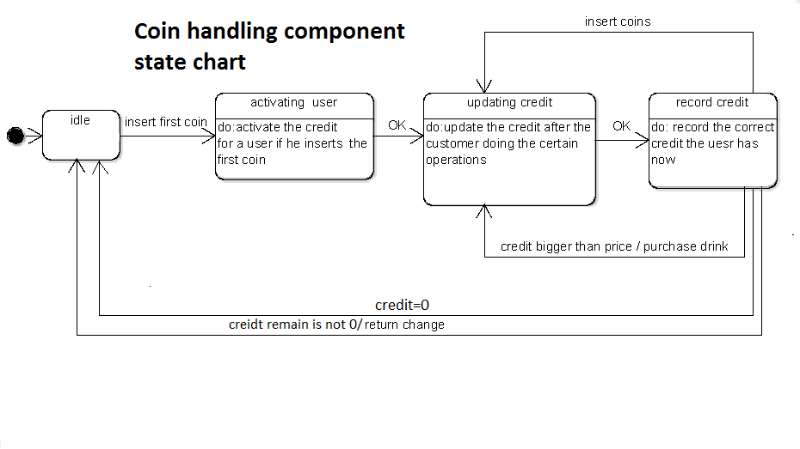 Coin handling component
state chart
insert coins
idle
insert first coin
activating user
do:activate the credit
for a user if he inserts the
first coin
OK
updating credit
do:update the credit after the
customer doing the certain
operations
OK
record credit
do: record the correct
credit the uesr has
now
credit bigger than price / purchase drink
credit=0
creidt remain is not 0/return change